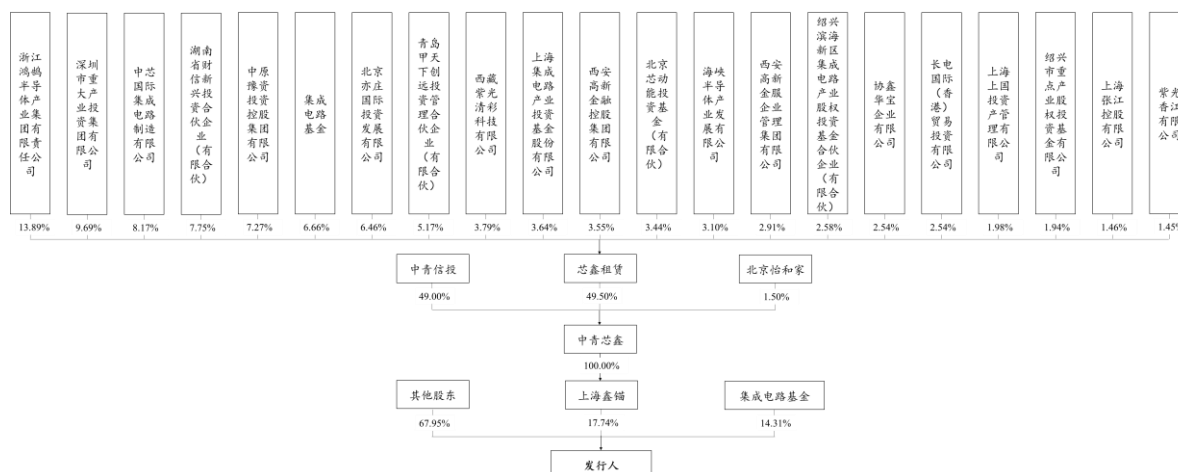 浙江鸿鹄半导体产业集团有限责任公司
深圳市重大产业投资集团有限公司
中芯国际集成电路制造有限公司
湖南省财信新兴投资合伙企业（有限合伙）
中原豫资投资控股集团有限公司
集成电路基金
北京亦庄国际投资发展有限公司
青岛甲天下创远投资管理合伙企业（有限合伙）
西藏紫光清彩科技有限公司
上海集成电路产业投资基金股份有限公司
西安高新金融控股集团有限公司
北京芯动能投资基金（有限合伙）
海峡半导体产业发展有限公司
西安高新金服企业管理集团有限公司
绍兴滨海新区集成电路产业股权投资基金合伙企业（有限合伙）
协鑫华宝企业有限公司
长电国际（香港）贸易投资有限公司
上海上国投资产管理有限公司
绍兴市重点产业股权投资基金有限公司
上海张江控股有限公司
紫光香江有限公司
13.89% 9.69% 8.17% 7.75% 7.27% 6.66% 6.46% 5.17% 3.79% 3.64% 3.55% 3.44% 3.10% 2.91% 2.58% 2.54% 2.54% 1.98% 1.94% 1.46% 1.45%
中青信投 芯鑫租赁 北京怡和家
49.00% 49.50% 1.50%
中青芯鑫
100.00%
其他股东 上海鑫锚 集成电路基金
67.95% 17.74% 14.31%
发行人